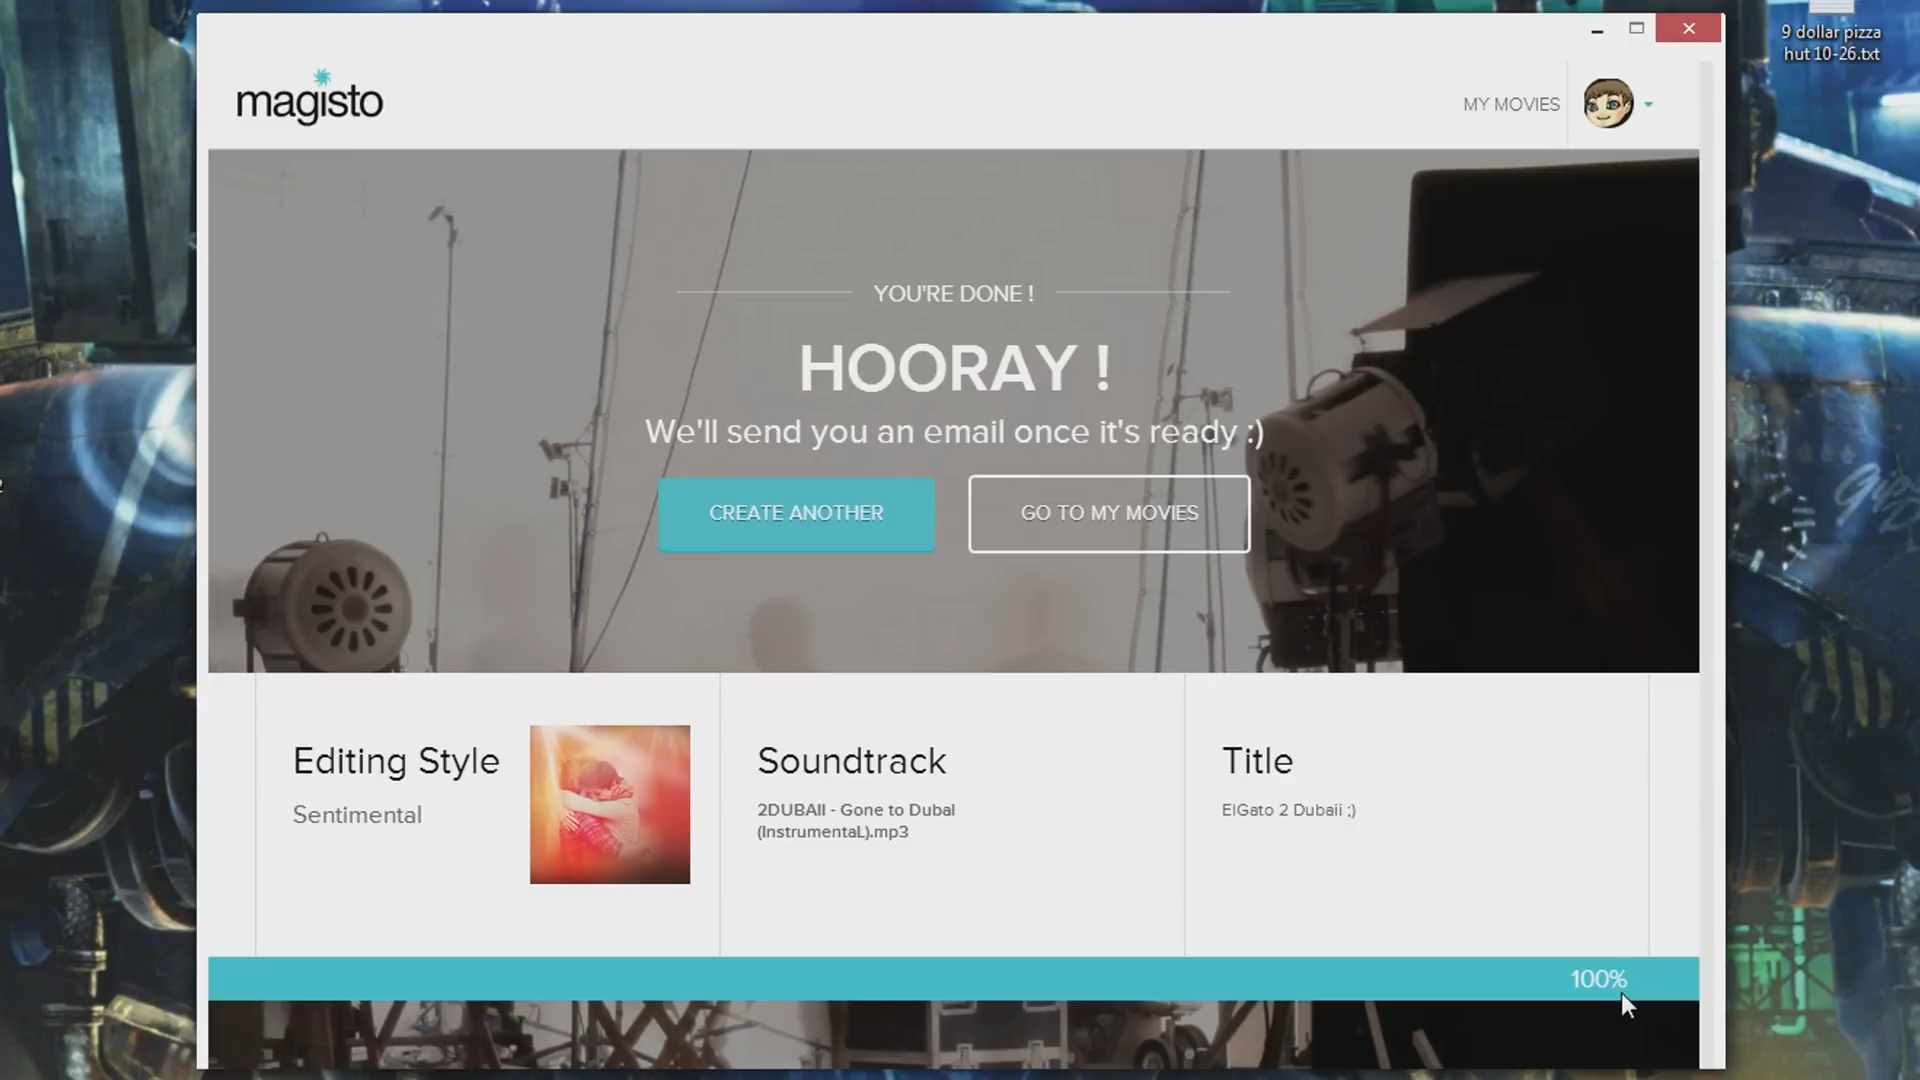 9 dollar pizza
hut 10-26.txt
magisto
MY MOVIES
YOU'RE DONE !
HOORAY !
We'll send you an email once it's ready :)
CREATE ANOTHER
GO TO MY MOVIES
Editing Style
Sentimental
Soundtrack
2DUBAII - Gone to Dubal
(InstrumentaL).mp3
Title
ElGato 2 Dubaii ;)
100%